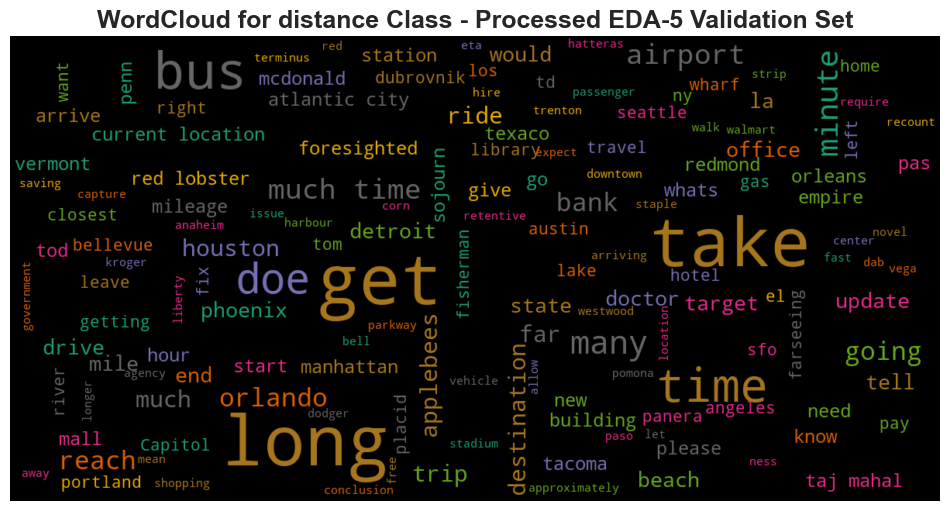 WordCloud for distance Class - Processed EDA-5 Validation Set
red
eta
hatteras
terminus
station
would
airport
want
penn
bus
mcdonald
dubrovnik
los
td
wharf
strip
home
minute
hire
passenger
ny
la
require
arrive
right
atlantic city
ride
trenton
seattle
recount
current location
texaco
walk
walmart
left
foresighted
library
expect
travel
redmond
office
pas
vermont
saving
red lobster
much time
sojourn
give
go
downtown
whats
gas
orleans
empire
capture
mileage
corn
bank
staple
closest
issue
harbour
retentive
anaheim
tod
bellevue
houston
tom
detroit
austin
take
center
novel
kroger
doe
get
fisherman
arriving
fast
dab
vega
leave
fix
lake
hotel
government
liberty
phoenix
state
doctor
target
el
update
getting
parkway
westwood
location
farseeing
bell
applebees
far
many
drive
hour
mile
agency
start
manhattan
sfo
going
river
longer
end
vehicle
destination
allow
pomona
time
tell
much
orlando
placid
new
dodger
long
building
panera
angeles
need
pay
mall
Capitol
stadium
paso
let
please
know
reach
mean
free
trip
tacoma
ness
away
portland
shopping
conclusion
approximately
beach
taj mahal